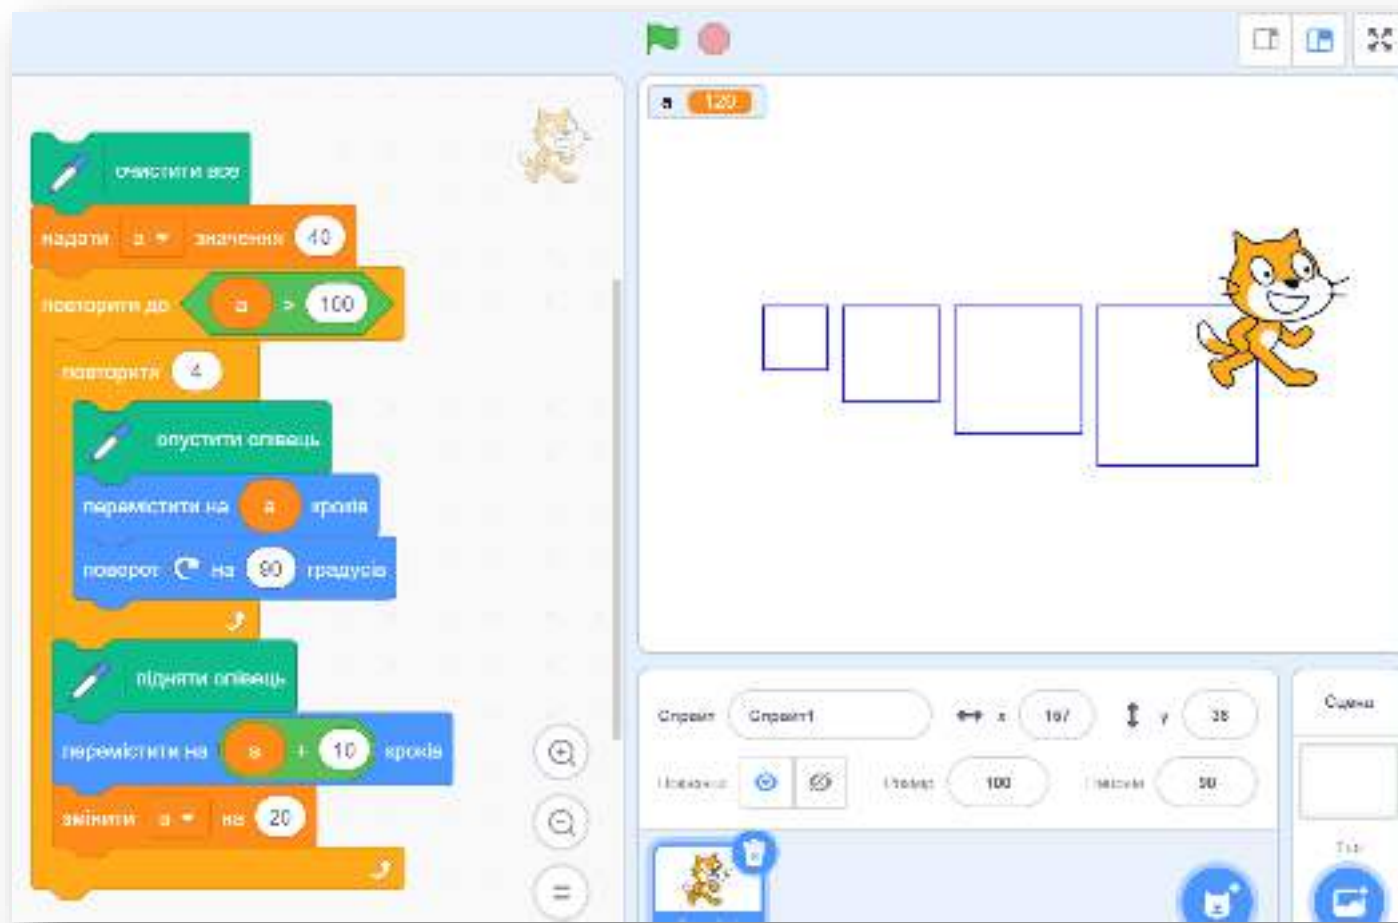 a 120
очистити все
надати a значення 40
повторити до a > 100
повторити 4
опустити олівець
перемістити на a кроків
поворот на 90 градусів
підняти олівець
перемістити на a + 10 кроків
змінити a на 20
Спрайт Спрайт1 x 167 y 36
100 90
Сцена